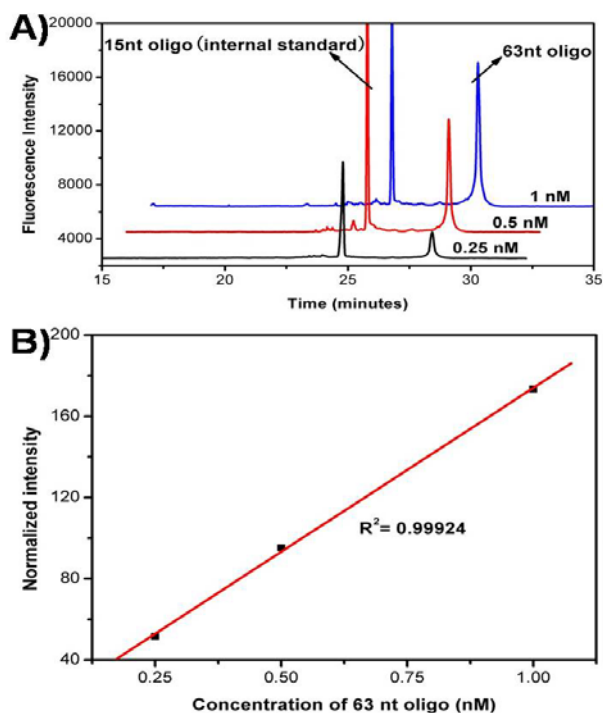 A)
20000
16000
12000
8000
4000
Fluorescence Intensity
15nt oligo (internal standard)
63nt oligo
1 nM
0.5 nM
0.25 nM
15 20 25 30 35
Time (minutes)
B)
200
160
120
80
40
Normalized intensity
R²= 0.99924
0.25 0.50 0.75 1.00
Concentration of 63 nt oligo (nM)